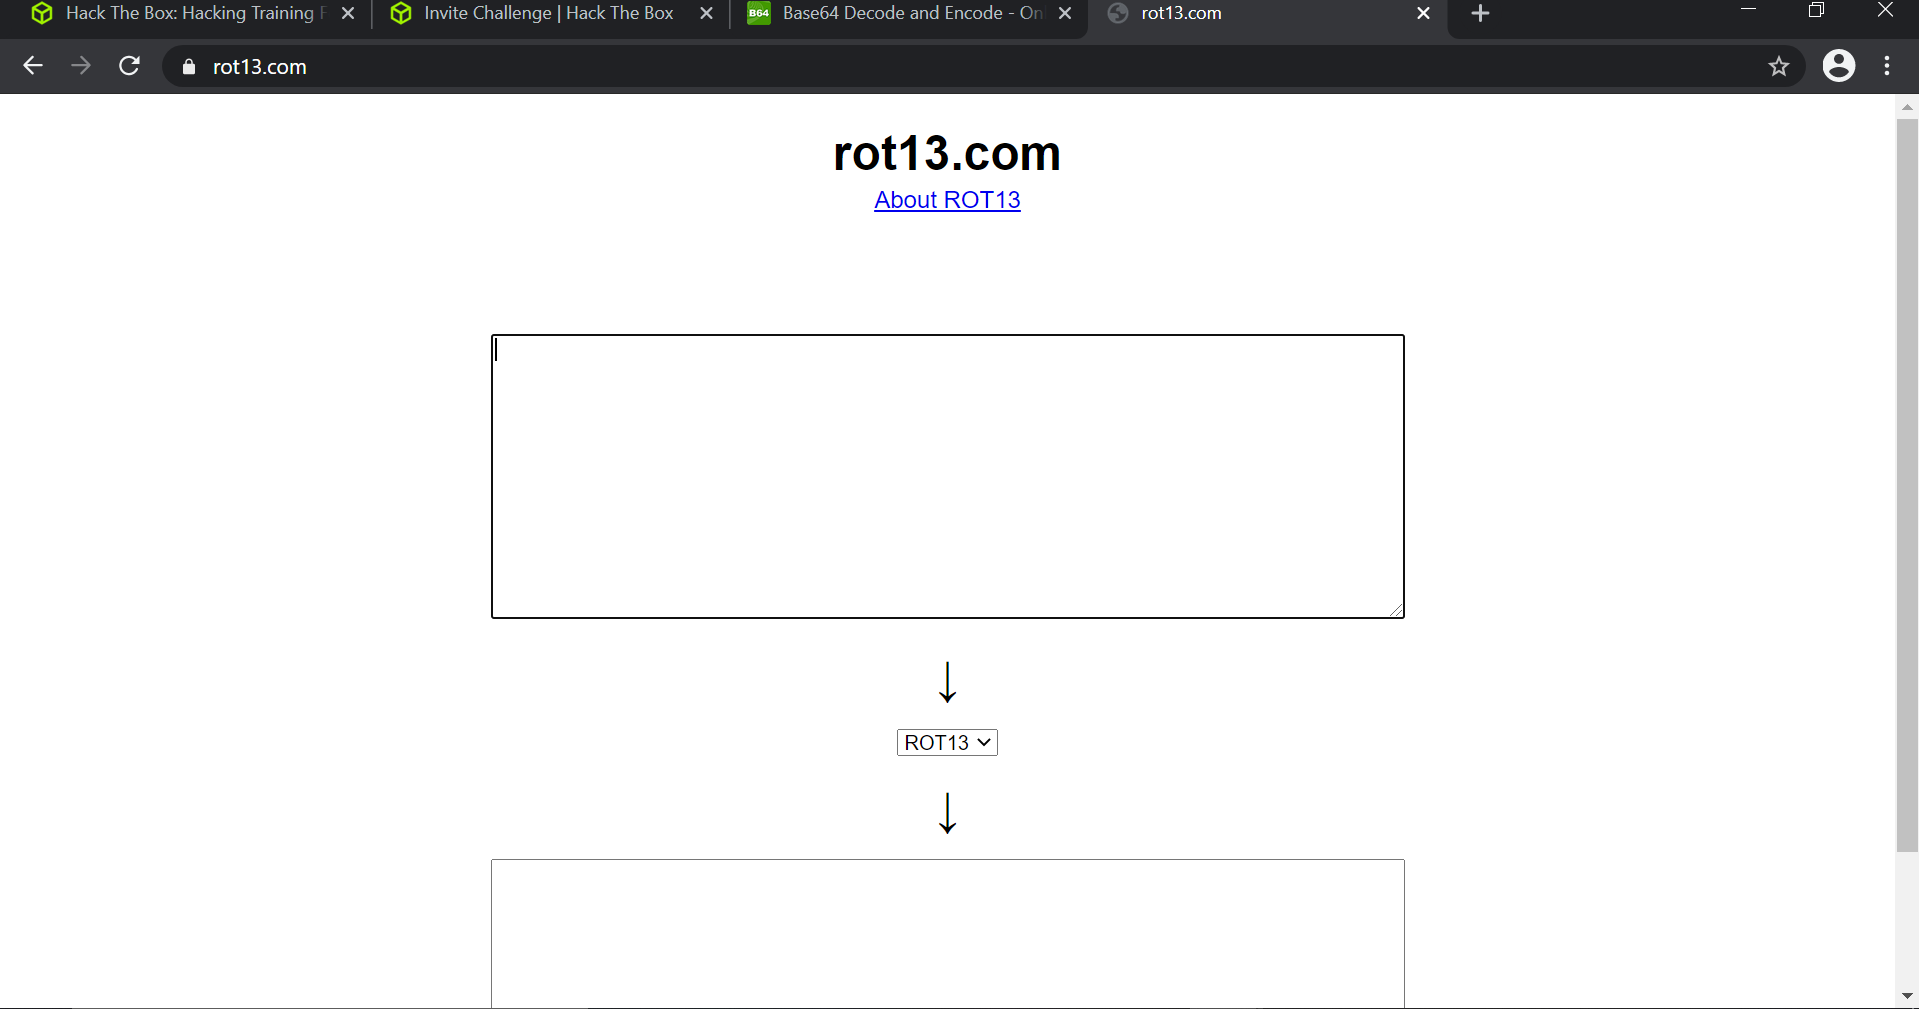 Hack The Box: Hacking Training
Invite Challenge | Hack The Box
B64 Base64 Decode and Encode - On
rot13.com
rot13.com
rot13.com
About ROT13
ROT13